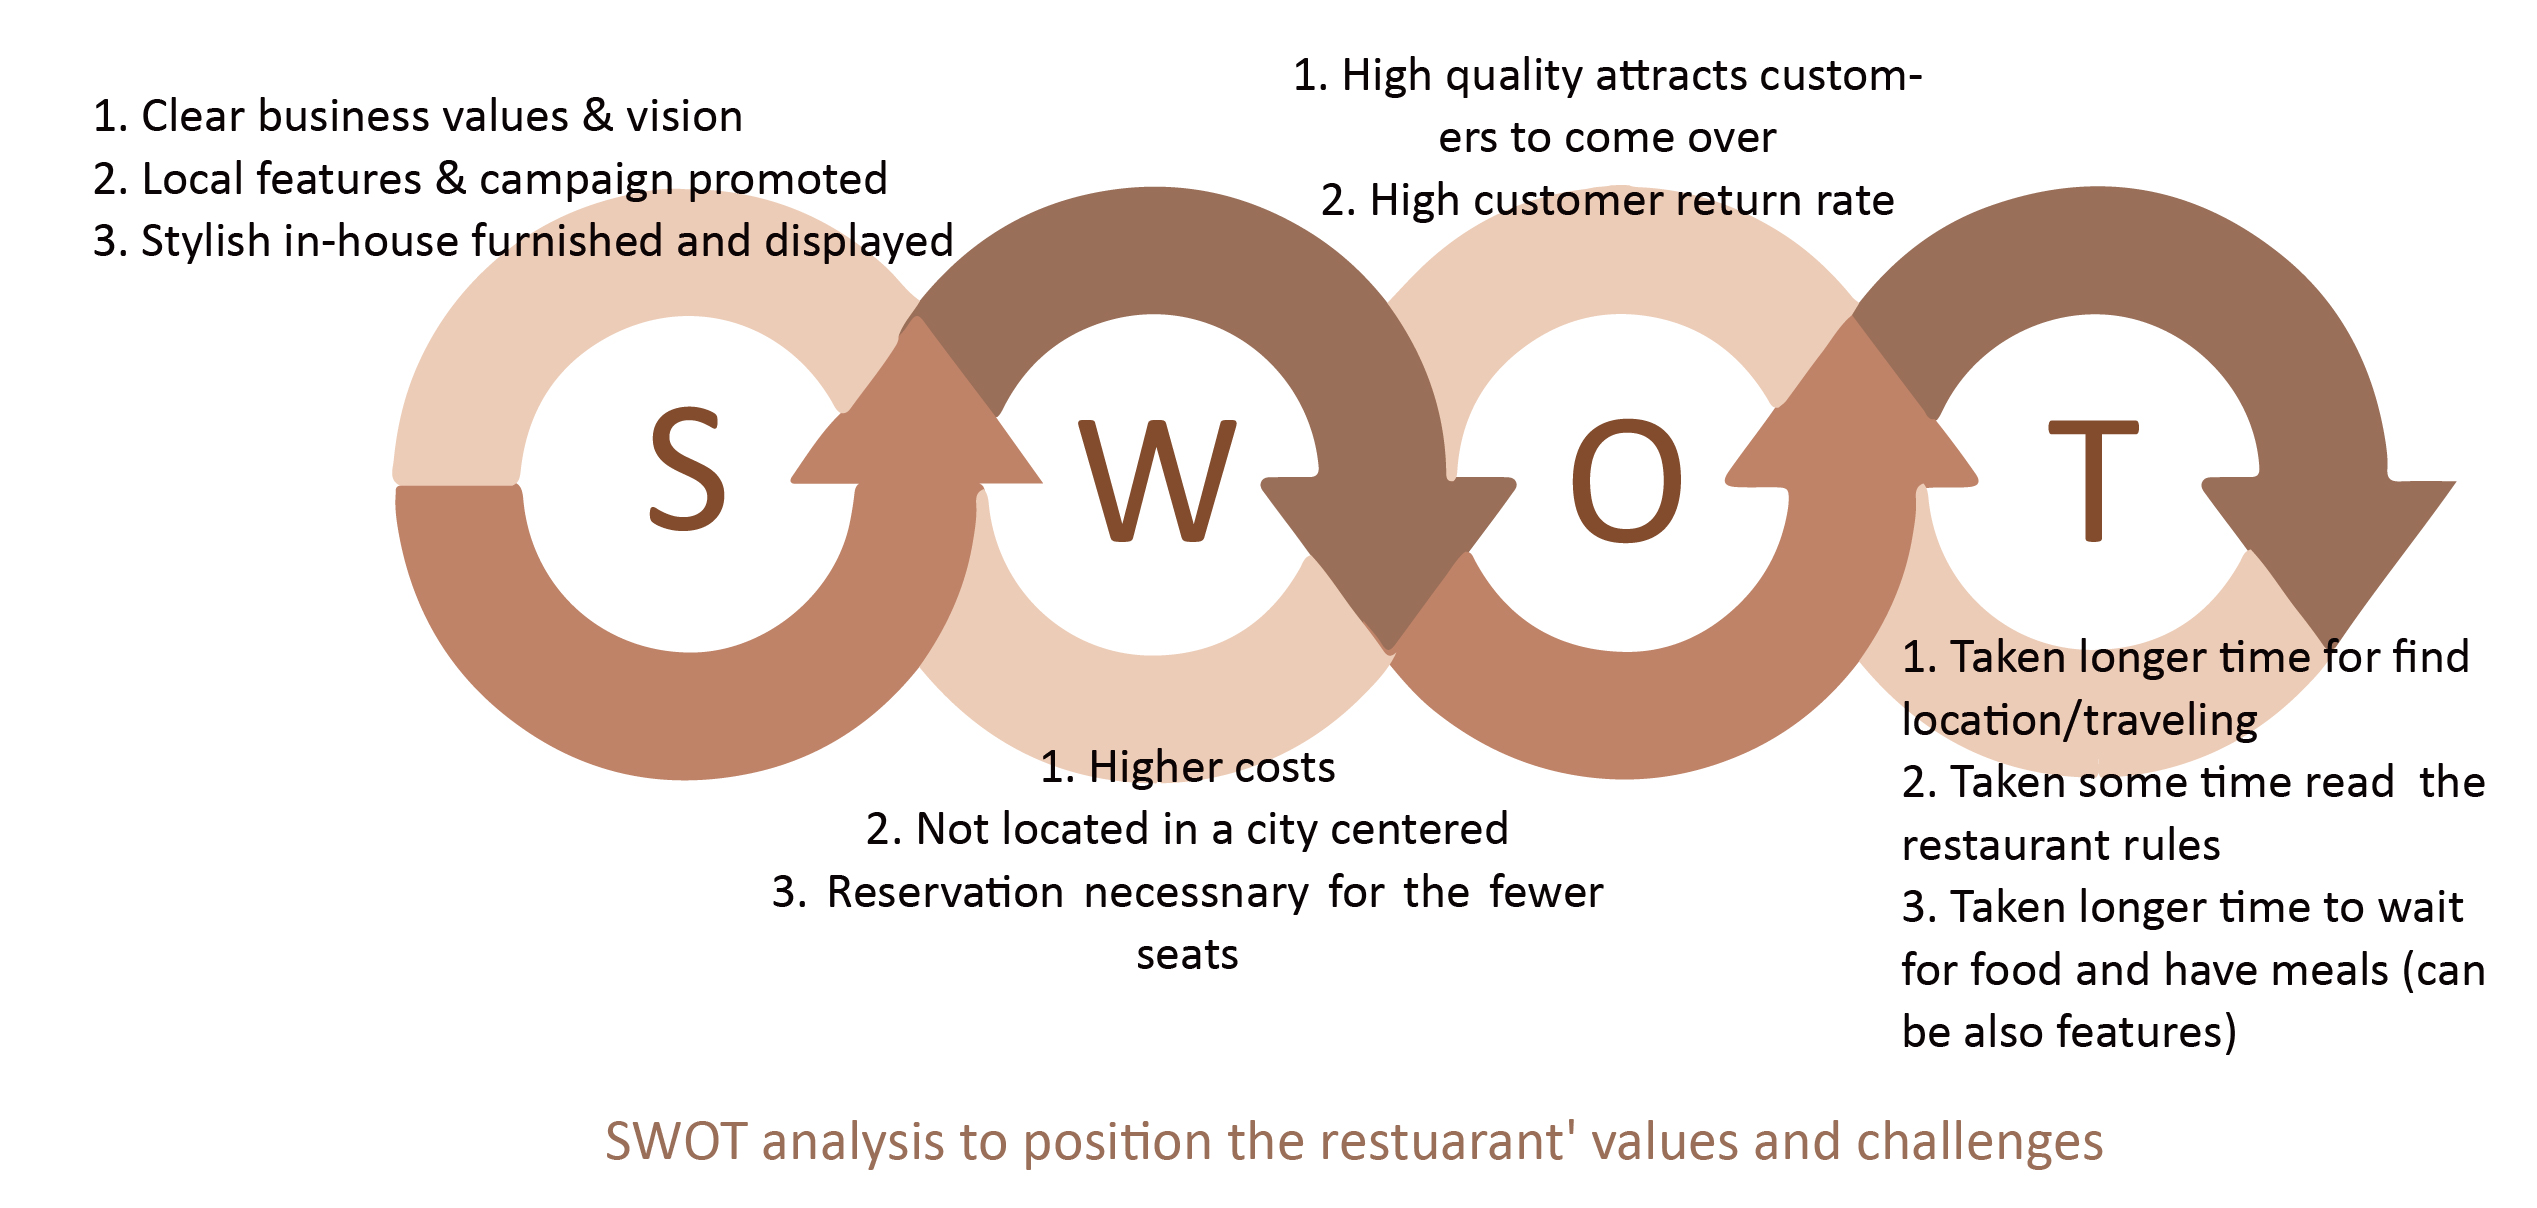 1. Clear business values & vision
2. Local features & campaign promoted
3. Stylish in-house furnished and displayed
1. High quality attracts custom-
ers to come over
2. High customer return rate
S
W
O
T
1. Higher costs
2. Not located in a city centered
3. Reservation necessnary for the fewer
seats
1. Taken longer time for find
location/traveling
2. Taken some time read the
restaurant rules
3. Taken longer time to wait
for food and have meals (can
be also features)
SWOT analysis to position the restuarant' values and challenges